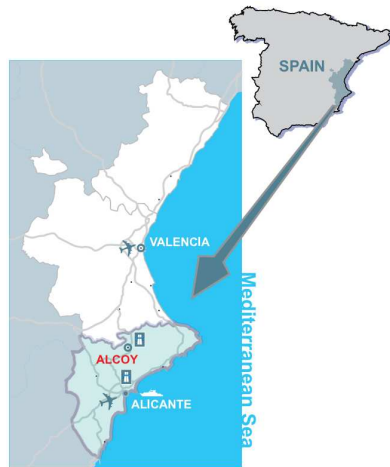 SPAIN
VALENCIA
Mediterranean Sea
ALCOY
ALICANTE